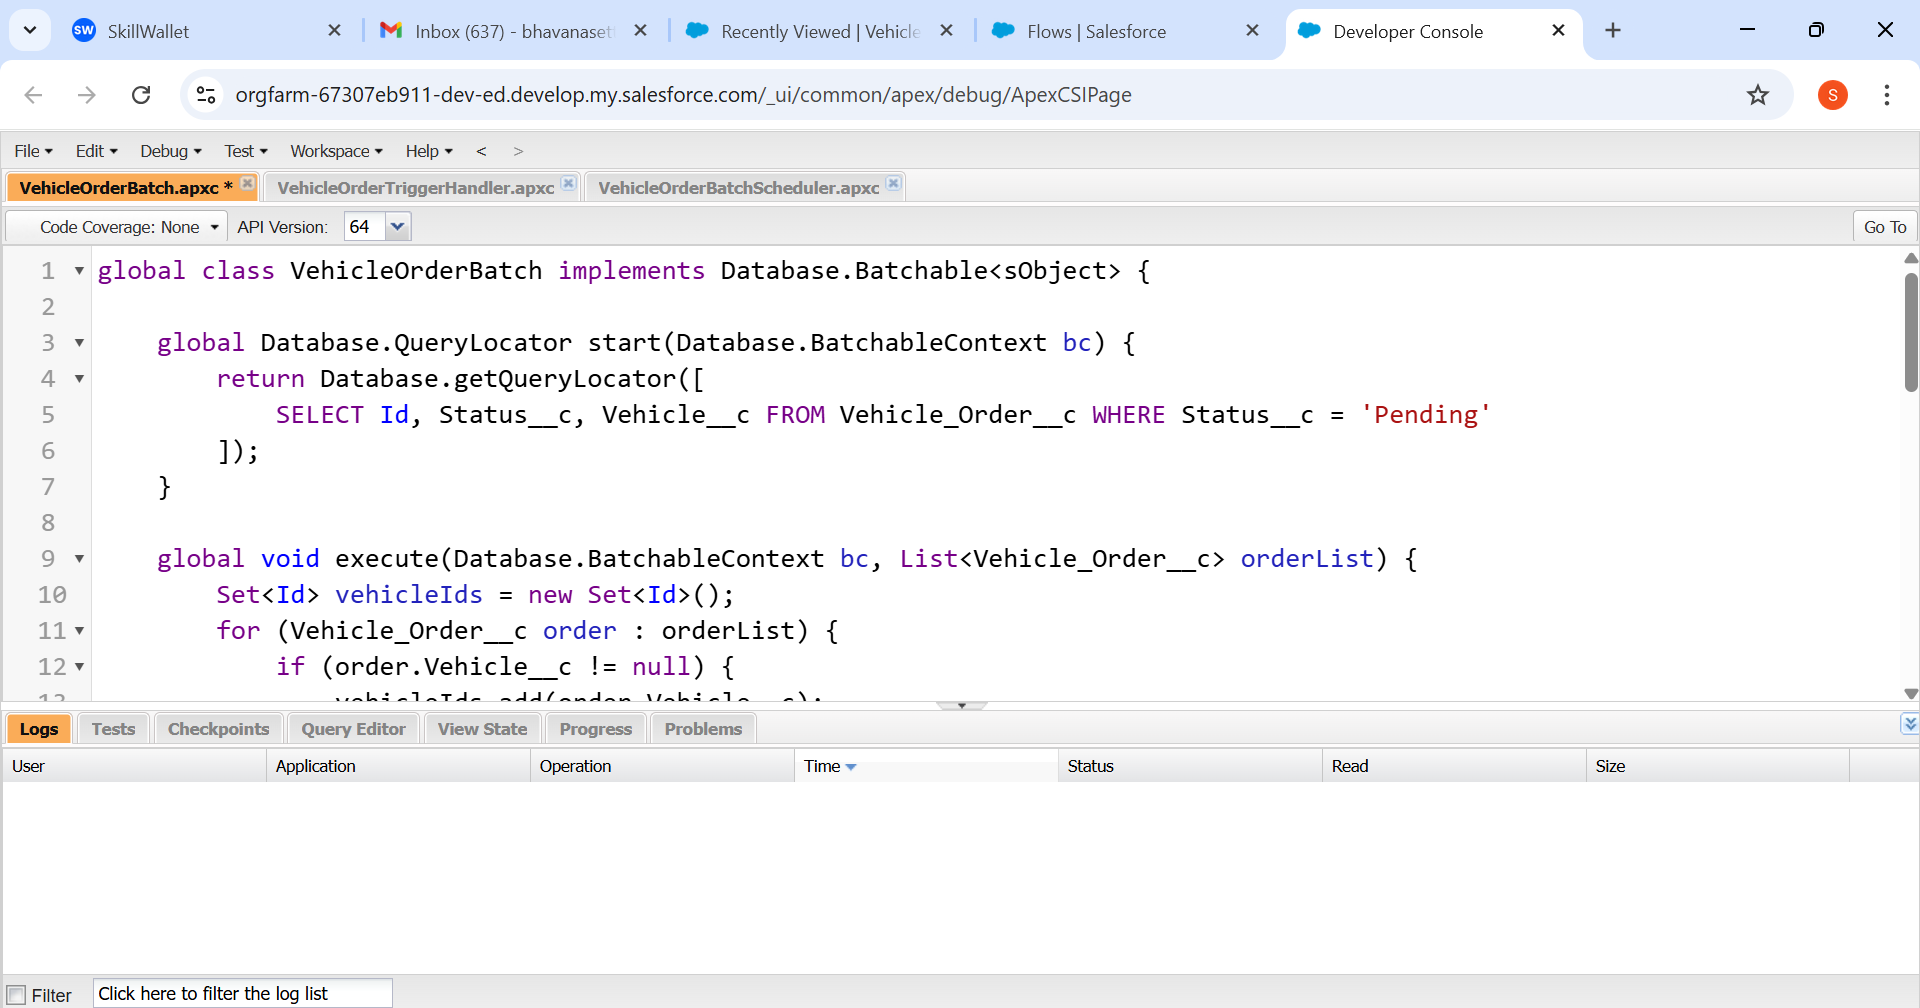 SkillWallet
Inbox (637) - bhavanaset
Recently Viewed | Vehicle
Flows | Salesforce
Developer Console
orgfarm-67307eb911-dev-ed.develop.my.salesforce.com/_ui/common/apex/debug/ApexCSIPage
S
File Edit Debug Test Workspace Help < >
VehicleOrderBatch.apxc * VehicleOrderTriggerHandler.apxc VehicleOrderBatchScheduler.apxc
Code Coverage: None API Version: 64 Go To
1 global class VehicleOrderBatch implements Database.Batchable<sObject> {
2
3 global Database.QueryLocator start(Database.BatchableContext bc) {
4 return Database.getQueryLocator([
5 SELECT Id, Status__c, Vehicle__c FROM Vehicle_Order__c WHERE Status__c = 'Pending'
6 ]);
7 }
8
9 global void execute(Database.BatchableContext bc, List<Vehicle_Order__c> orderList) {
10 Set<Id> vehicleIds = new Set<Id>();
11 for (Vehicle_Order__c order : orderList) {
12 if (order.Vehicle__c != null) {
13 vehicleIds.add(order.Vehicle__c);
Logs Tests Checkpoints Query Editor View State Progress Problems
User Application Operation Time Status Read Size
Filter Click here to filter the log list